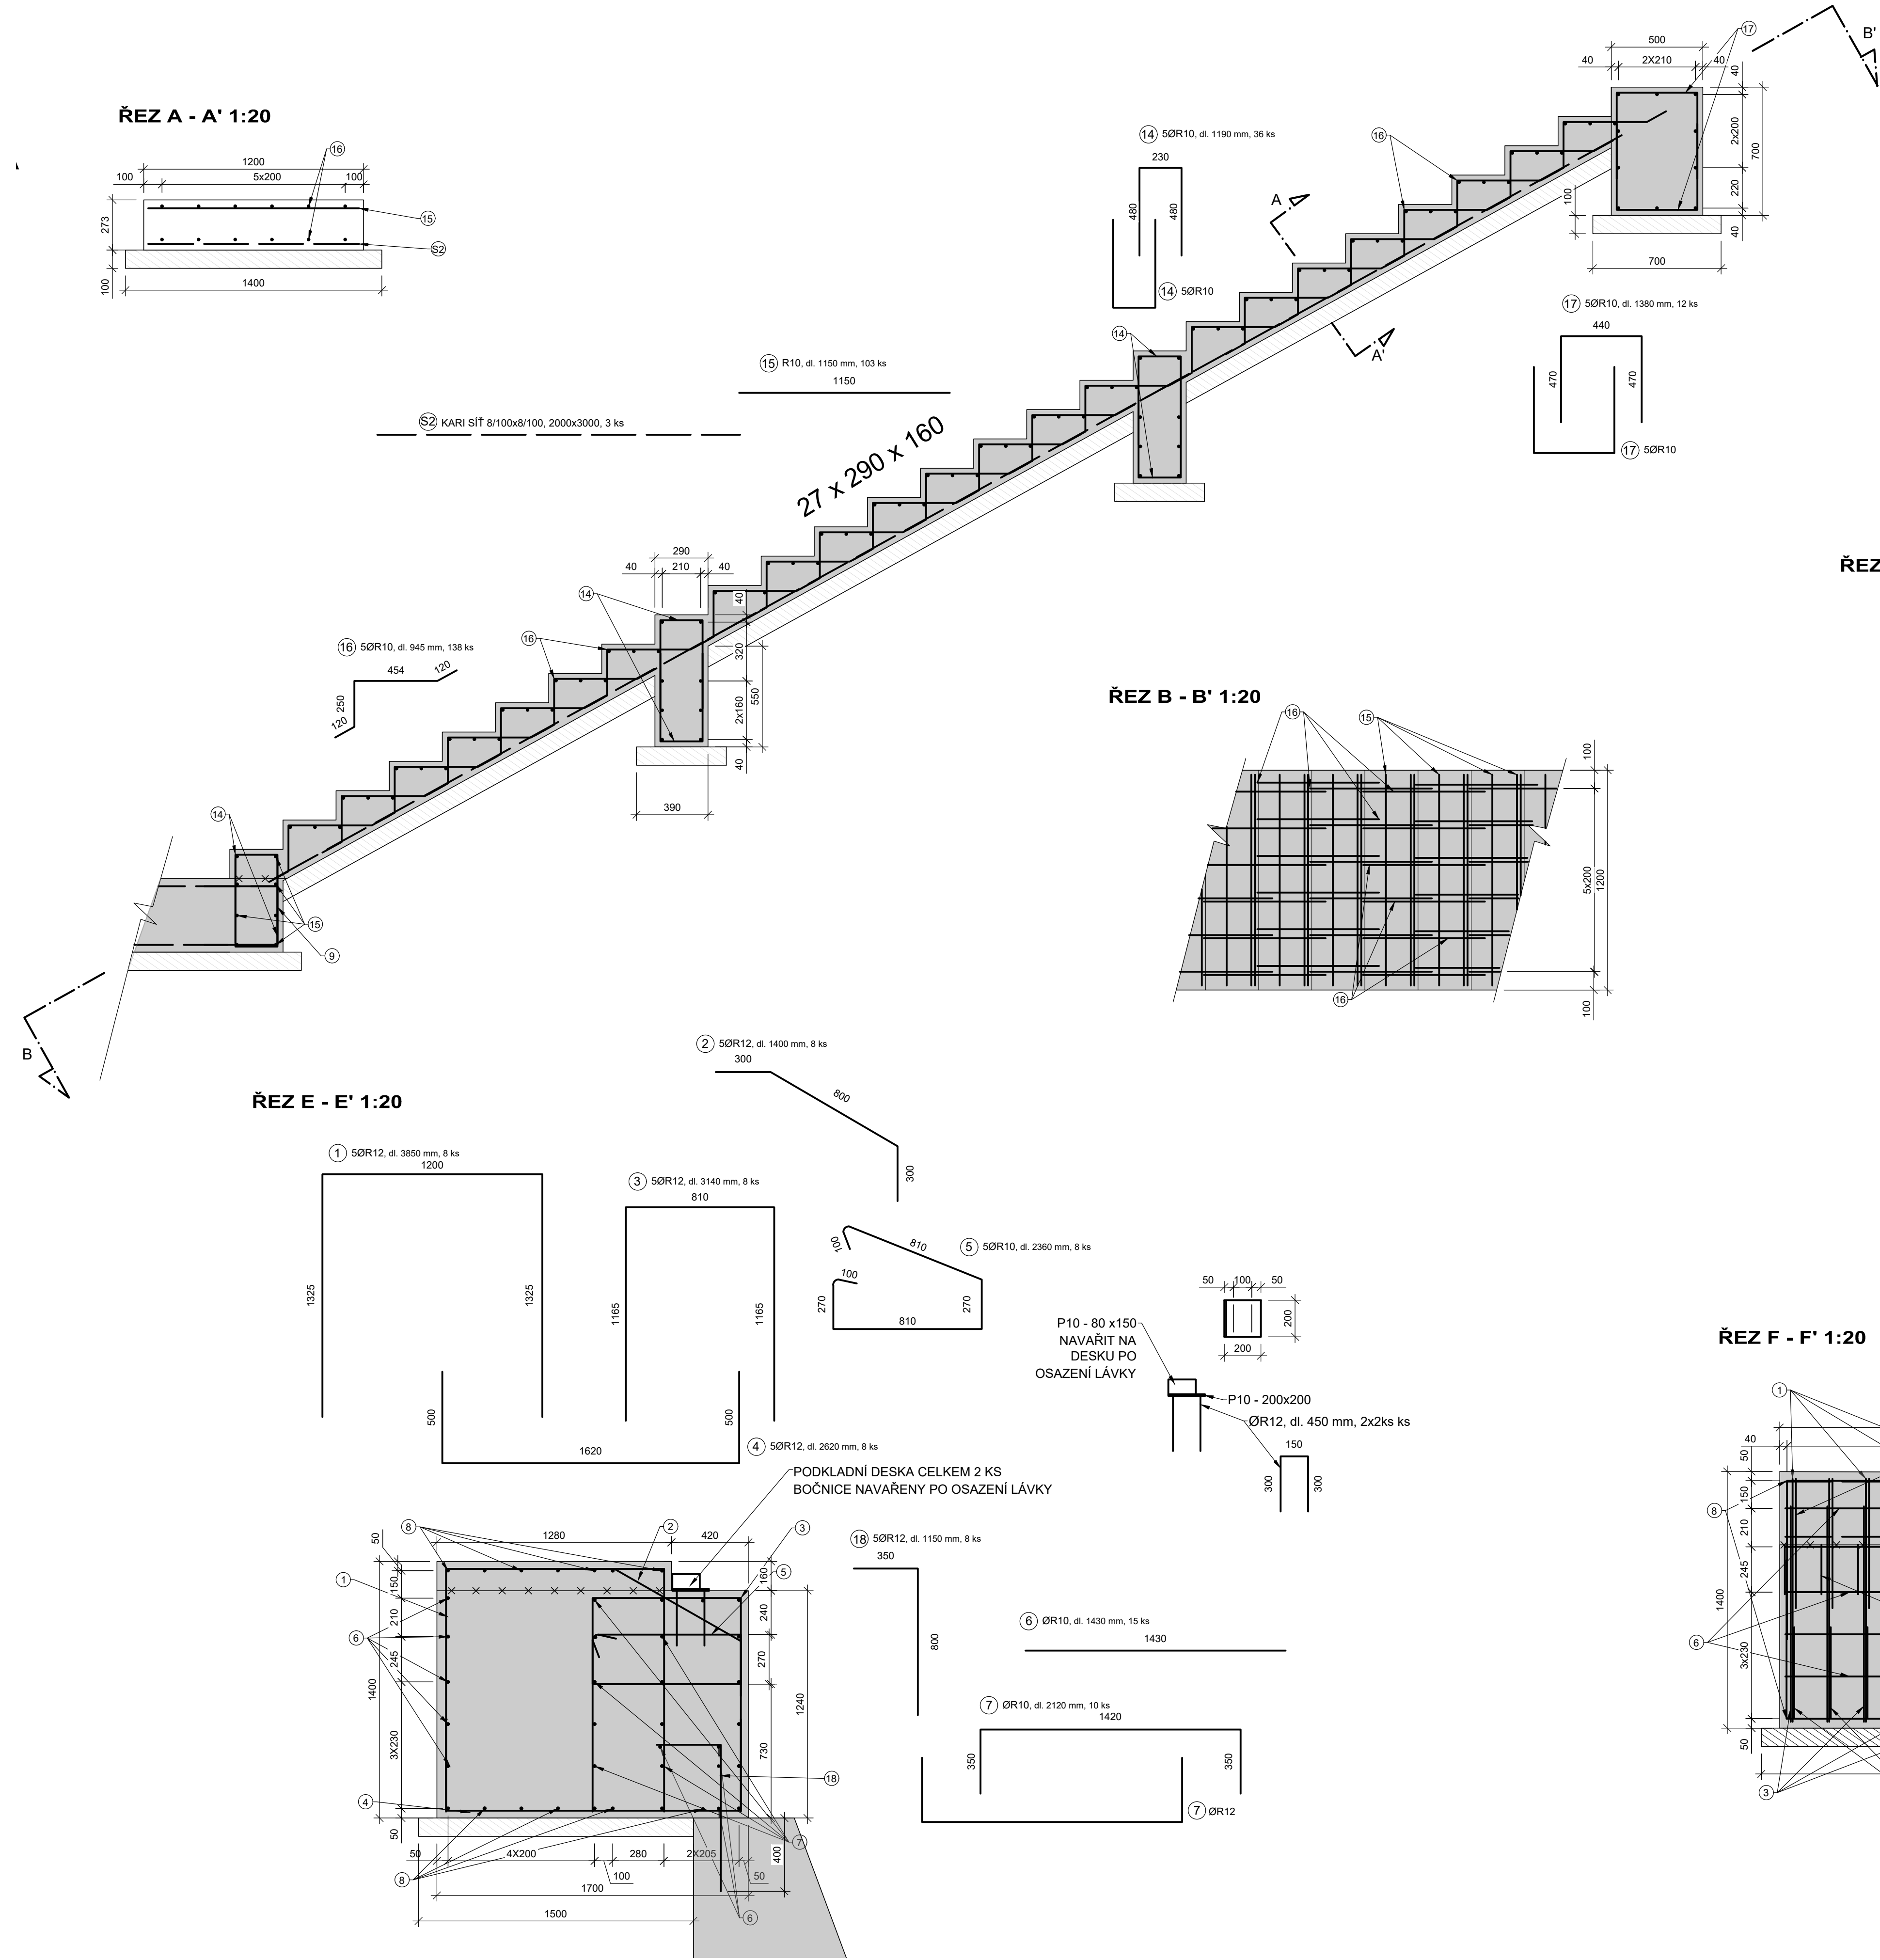 ŘEZ A - A' 1:20
16
1200
100
5x200
100
273
100
15
S2
1400
14 5ØR10, dl. 1190 mm, 36 ks
230
480
480
14 5ØR10
16
A
A'
500
17
40
2X210
40
40
2x200
220
40
700
100
700
B'
17 5ØR10, dl. 1380 mm, 12 ks
440
470
470
17 5ØR10
14
15 R10, dl. 1150 mm, 103 ks
1150
S2 KARI SÍŤ 8/100x8/100, 2000x3000, 3 ks
27 x 290 x 160
290
40
210
40
14
16
40
320
2x160
40
550
390
16 5ØR10, dl. 945 mm, 138 ks
454
120
250
120
14
15
9
B
ŘEZ
ŘEZ B - B' 1:20
16
15
100
5x200
1200
100
16
ŘEZ E - E' 1:20
2 5ØR12, dl. 1400 mm, 8 ks
300
800
300
1 5ØR12, dl. 3850 mm, 8 ks
1200
1325
1325
3 5ØR12, dl. 3140 mm, 8 ks
810
1165
1165
5 5ØR10, dl. 2360 mm, 8 ks
100
810
100
270
270
810
500
500
1620
4 5ØR12, dl. 2620 mm, 8 ks
50
100
50
200
200
P10 - 80 x150
NAVAŘIT NA
DESKU PO
OSAZENÍ LÁVKY
P10 - 200x200
ØR12, dl. 450 mm, 2x2ks ks
150
300
300
PODKLADNÍ DESKA CELKEM 2 KS
BOČNICE NAVAŘENY PO OSAZENÍ LÁVKY
8
1280
2
420
3
5
1
6
4
50
150
210
245
3X230
50
1400
160
240
270
730
1240
400
18
7
50
4X200
280
2X205
100
50
8
1700
1500
6
18 5ØR12, dl. 1150 mm, 8 ks
350
800
6 ØR10, dl. 1430 mm, 15 ks
1430
7 ØR10, dl. 2120 mm, 10 ks
1420
350
350
7 ØR12
ŘEZ F - F' 1:20
1
40
50
150
210
245
3x230
50
1400
8
6
3